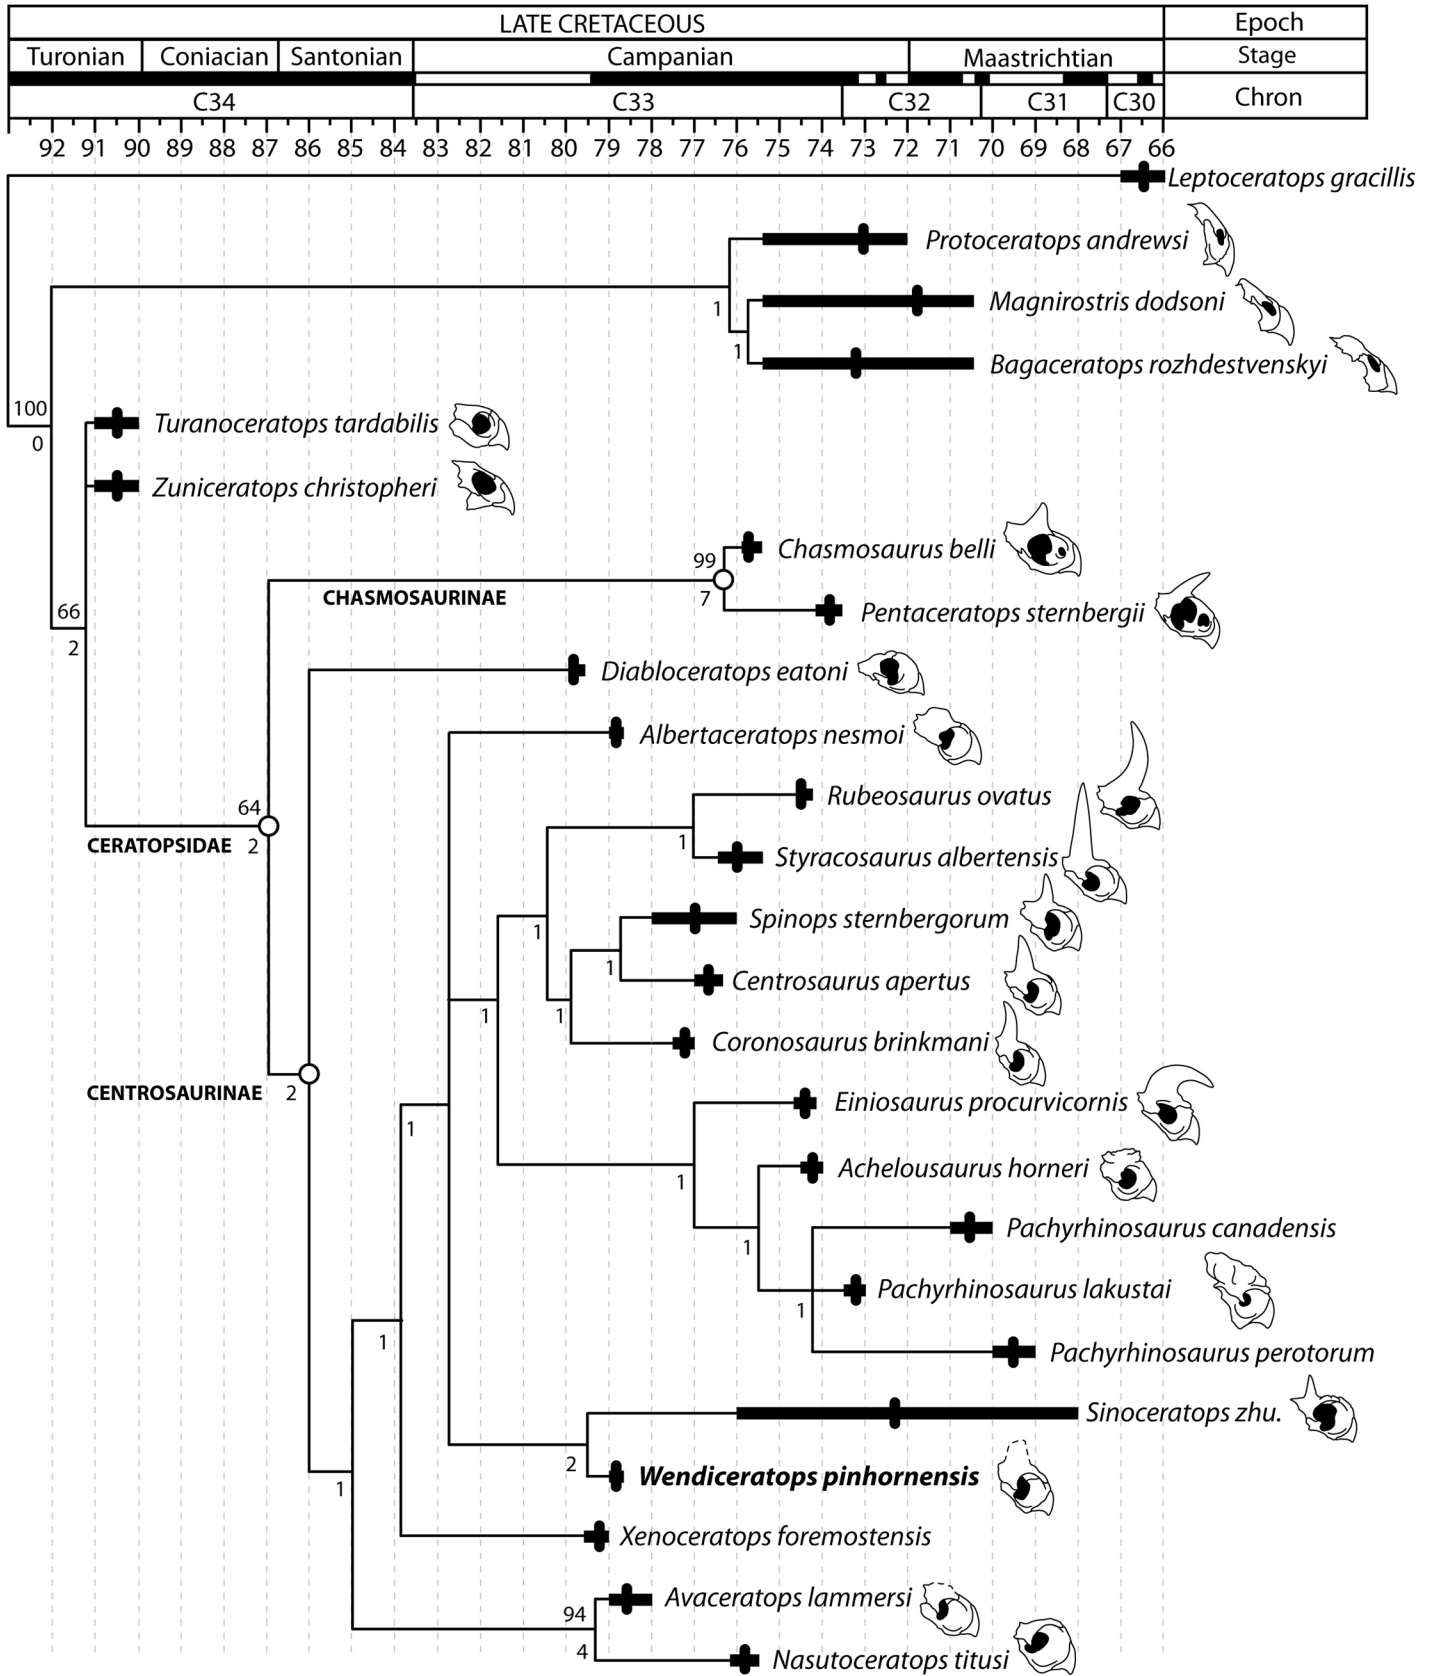 LATE CRETACEOUS Epoch
Turonian Coniacian Santonian Campanian Maastrichtian Stage
C34 C33 C32 C31 C30 Chron
92 91 90 89 88 87 86 85 84 83 82 81 80 79 78 77 76 75 74 73 72 71 70 69 68 67 66
Leptoceratops gracillis
Protoceratops andrewsi
1
Magnirostris dodsoni
1
Bagaceratops rozhdestvenskyi
100
0
Turanoceratops tardabilis
Zuniceratops christopheri
Chasmosaurus belli
99
CHASMOSAURINAE
7
66
2
Pentaceratops sternbergii
Diabloceratops eatoni
Albertaceratops nesmoi
Rubeosaurus ovatus
64
CERATOPSIDAE 2
1
Styracosaurus albertensis
Spinops sternbergorum
1
1
Centrosaurus apertus
1
1
Coronosaurus brinkmani
CENTROSAURINAE 2
Einiosaurus procurvicornis
1
Achelousaurus horneri
1
Pachyrhinosaurus canadensis
1
Pachyrhinosaurus lakustai
1
1
Pachyrhinosaurus perotorum
Sinoceratops zhu.
2
Wendiceratops pinhornensis
1
Xenoceratops foremostensis
Avaceratops lammersi
94
4
Nasutoceratops titusi